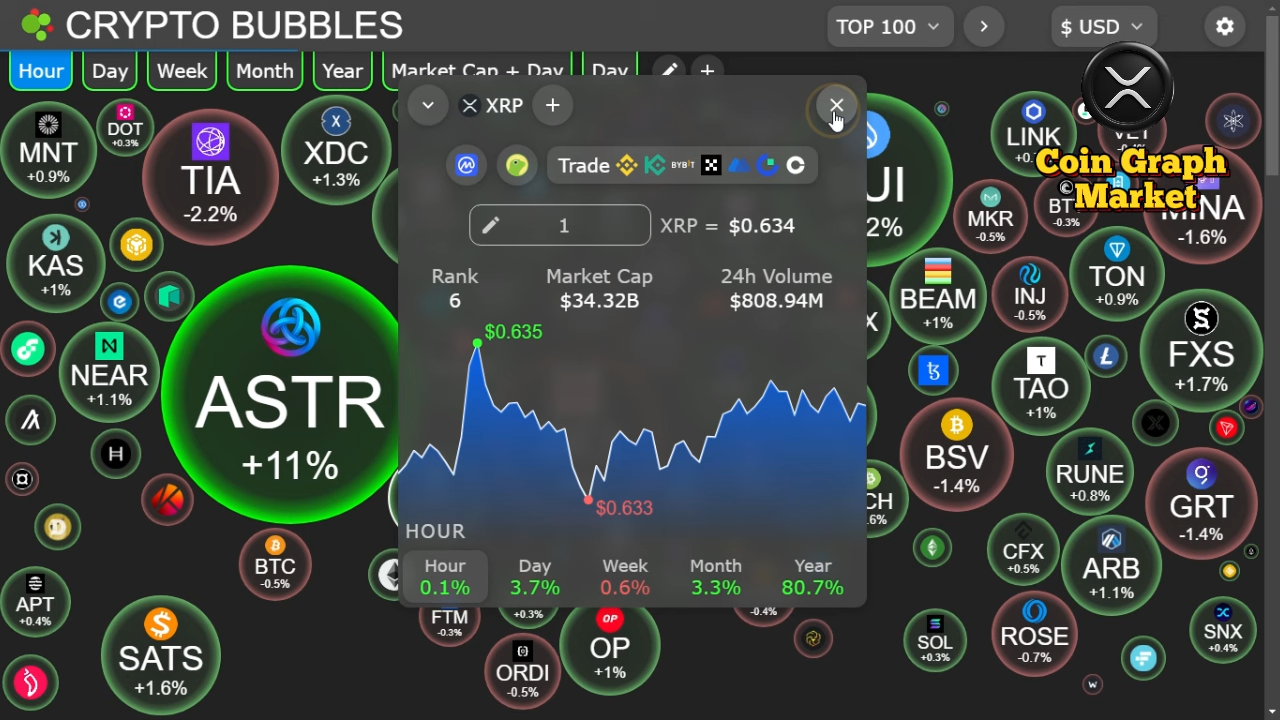 CRYPTO BUBBLES
TOP 100
$ USD
Hour
Day
Week
Month
Year
Market Cap + Day
Day
XRP
Trade
BYBIT
1
XRP = $0.634
Rank
Market Cap
24h Volume
6
$34.32B
$808.94M
$0.635
$0.633
HOUR
Hour
Day
Week
Month
Year
0.1%
3.7%
0.6%
3.3%
80.7%
Coin Graph
Market
MNT
+0.9%
DOT
+0.3%
TIA
-2.2%
XDC
+1.3%
KAS
+1%
NEAR
+1.1%
ASTR
+11%
BTC
-0.5%
APT
+0.4%
SATS
+1.6%
FTM
-0.3%
+0.3%
ORDI
-0.5%
OP
OP
+1%
-0.4%
UI
2%
LINK
MKR
-0.5%
-0.3%
MINA
-1.6%
BEAM
+1%
INJ
-0.5%
TON
+0.9%
X
FXS
+1.7%
T
TAO
+1%
BSV
-1.4%
CH
.6%
RUNE
+0.8%
GRT
-1.4%
CFX
+0.5%
ARB
+1.1%
SOL
+0.3%
ROSE
-0.7%
SNX
+0.4%
W